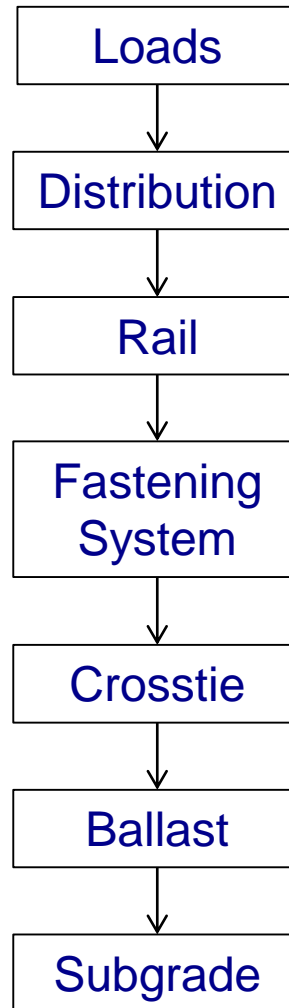 Loads
Distribution
Rail
Fastening
System
Crosstie
Ballast
Subgrade